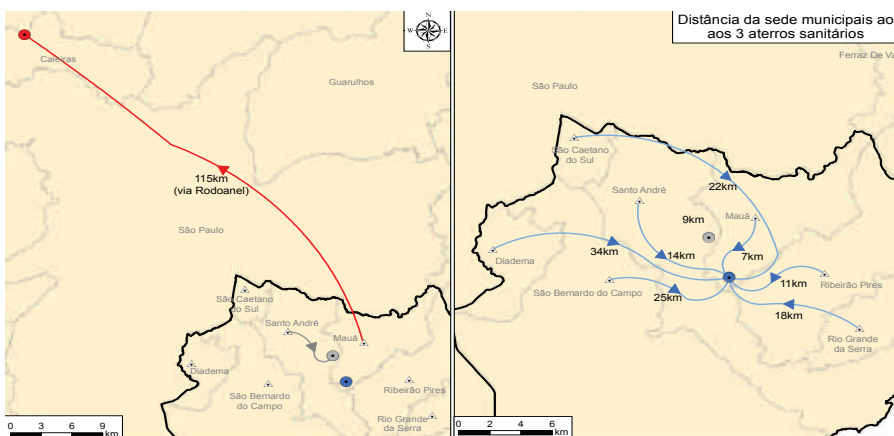 N
W
E
S
Caieiras
Guarulhos
115km
(via Rodoanel)
São Paulo
São Caetano
do Sul
Santo André
Mauá
Diadema
São Bernardo
do Campo
Ribeirão Pires
Rio Grande
da Serra
0 3 6 9
km
Distância da sede municipais ao
aos 3 aterros sanitários
Ferraz De Va
São Paulo
São Caetano
do Sul
22km
Santo André
9km
Mauá
34km
14km
7km
Diadema
São Bernardo do Campo
25km
11km
Ribeirão Pires
18km
Rio Grande
da Serra
0 2 4 6
km